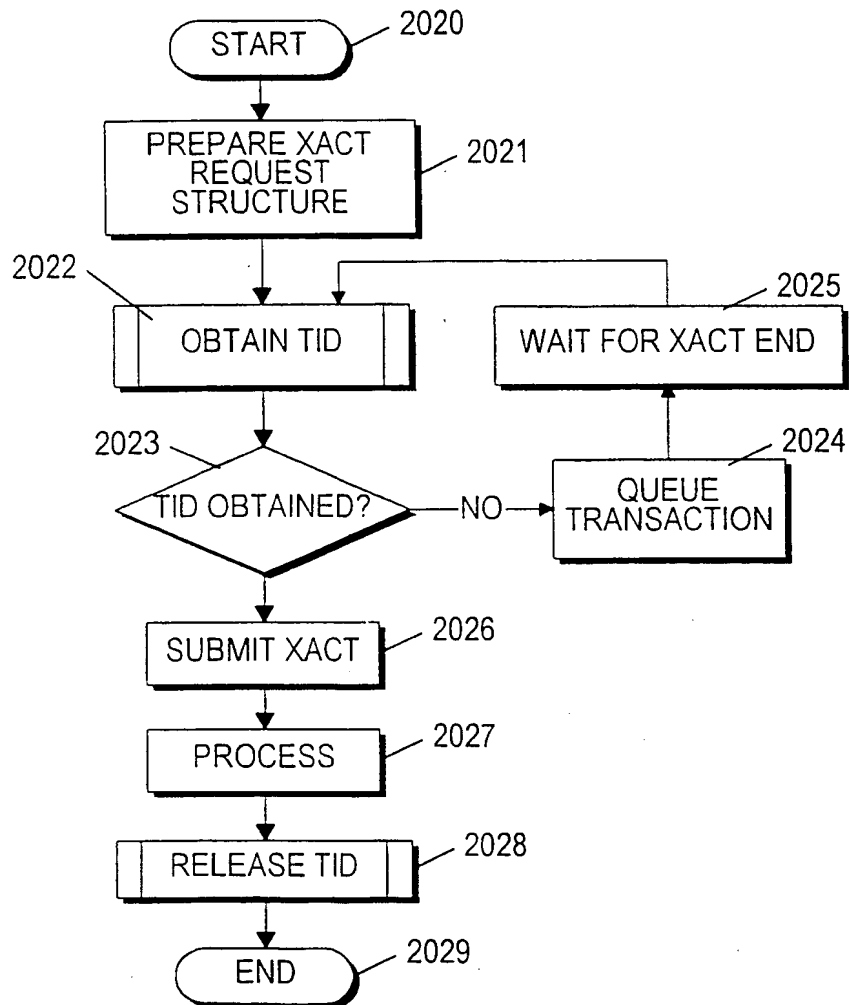 START
2020
PREPARE XACT
REQUEST
STRUCTURE
2021
2022
OBTAIN TID
2025
WAIT FOR XACT END
2023
TID OBTAINED?
NO
2024
QUEUE
TRANSACTION
2026
SUBMIT XACT
2027
PROCESS
2028
RELEASE TID
END
2029